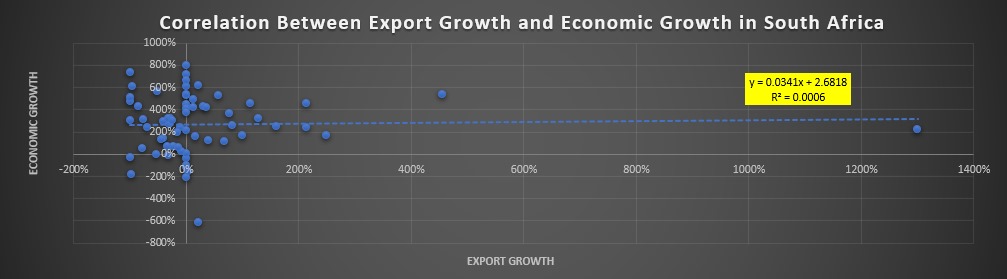 Correlation Between Export Growth and Economic Growth in South Africa
1000%
800%
600%
400%
200%
0%
-200%
-400%
-600%
-800%
-200% 0% 200% 400% 600% 800% 1000% 1200% 1400%
ECONOMIC GROWTH
EXPORT GROWTH
y = 0.0341x + 2.6818
R² = 0.0006